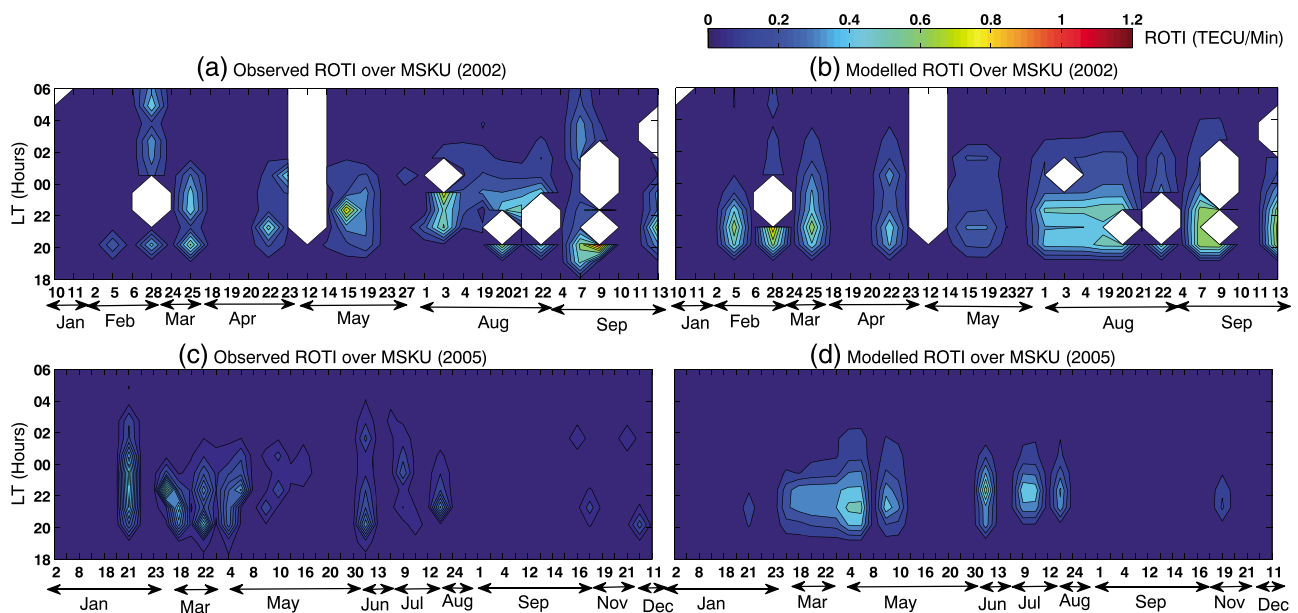 0 0.2 0.4 0.6 0.8 1 1.2
ROTI (TECU/Min)
(a) Observed ROTI over MSKU (2002)
06
04
02
00
22
20
18
LT (Hours)
10 11 2 5 6 28 24 25 18 20 22 23 12 14 15 19 23 27 1 3 4 19 20 21 22 4 7 9 10 11 13
Jan Feb Mar Apr May Aug Sep
(b) Modelled ROTI Over MSKU (2002)
10 11 2 5 6 28 24 25 18 20 22 23 12 14 15 19 23 27 1 3 4 19 20 21 22 4 7 9 10 11 13
Jan Feb Mar Apr May Aug Sep
(c) Observed ROTI over MSKU (2005)
06
04
02
00
22
20
18
LT (Hours)
2 8 18 21 23 18 22 4 8 10 16 20 30 13 9 12 24 1 4 12 14 16 19 21 11
Jan Mar May Jun Jul Aug Sep Nov Dec
(d) Modelled ROTI over MSKU (2005)
2 8 18 21 23 18 22 4 8 10 16 20 30 13 9 12 24 1 4 12 14 16 19 21 11
Jan Mar May Jun Jul Aug Sep Nov Dec